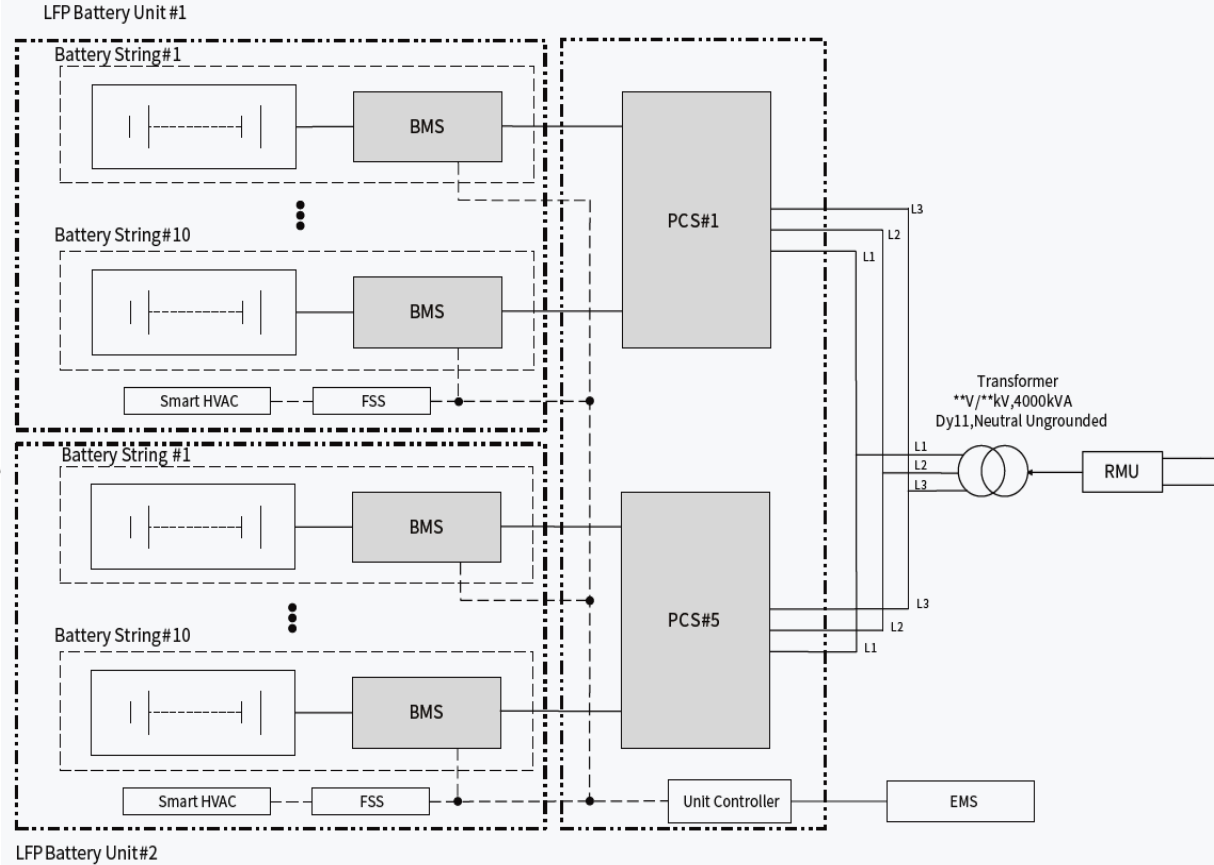 LFP Battery Unit #1
Battery String#1
BMS
PCS#1
L3
L2
L1
Battery String#10
BMS
Smart HVAC
FSS
Transformer
**V/**kV,4000kVA
Dy11,Neutral Ungrounded
L1
L2
L3
RMU
Battery String #1
BMS
PCS#5
L3
L2
L1
Battery String#10
BMS
Smart HVAC
FSS
Unit Controller
EMS
LFP Battery Unit#2